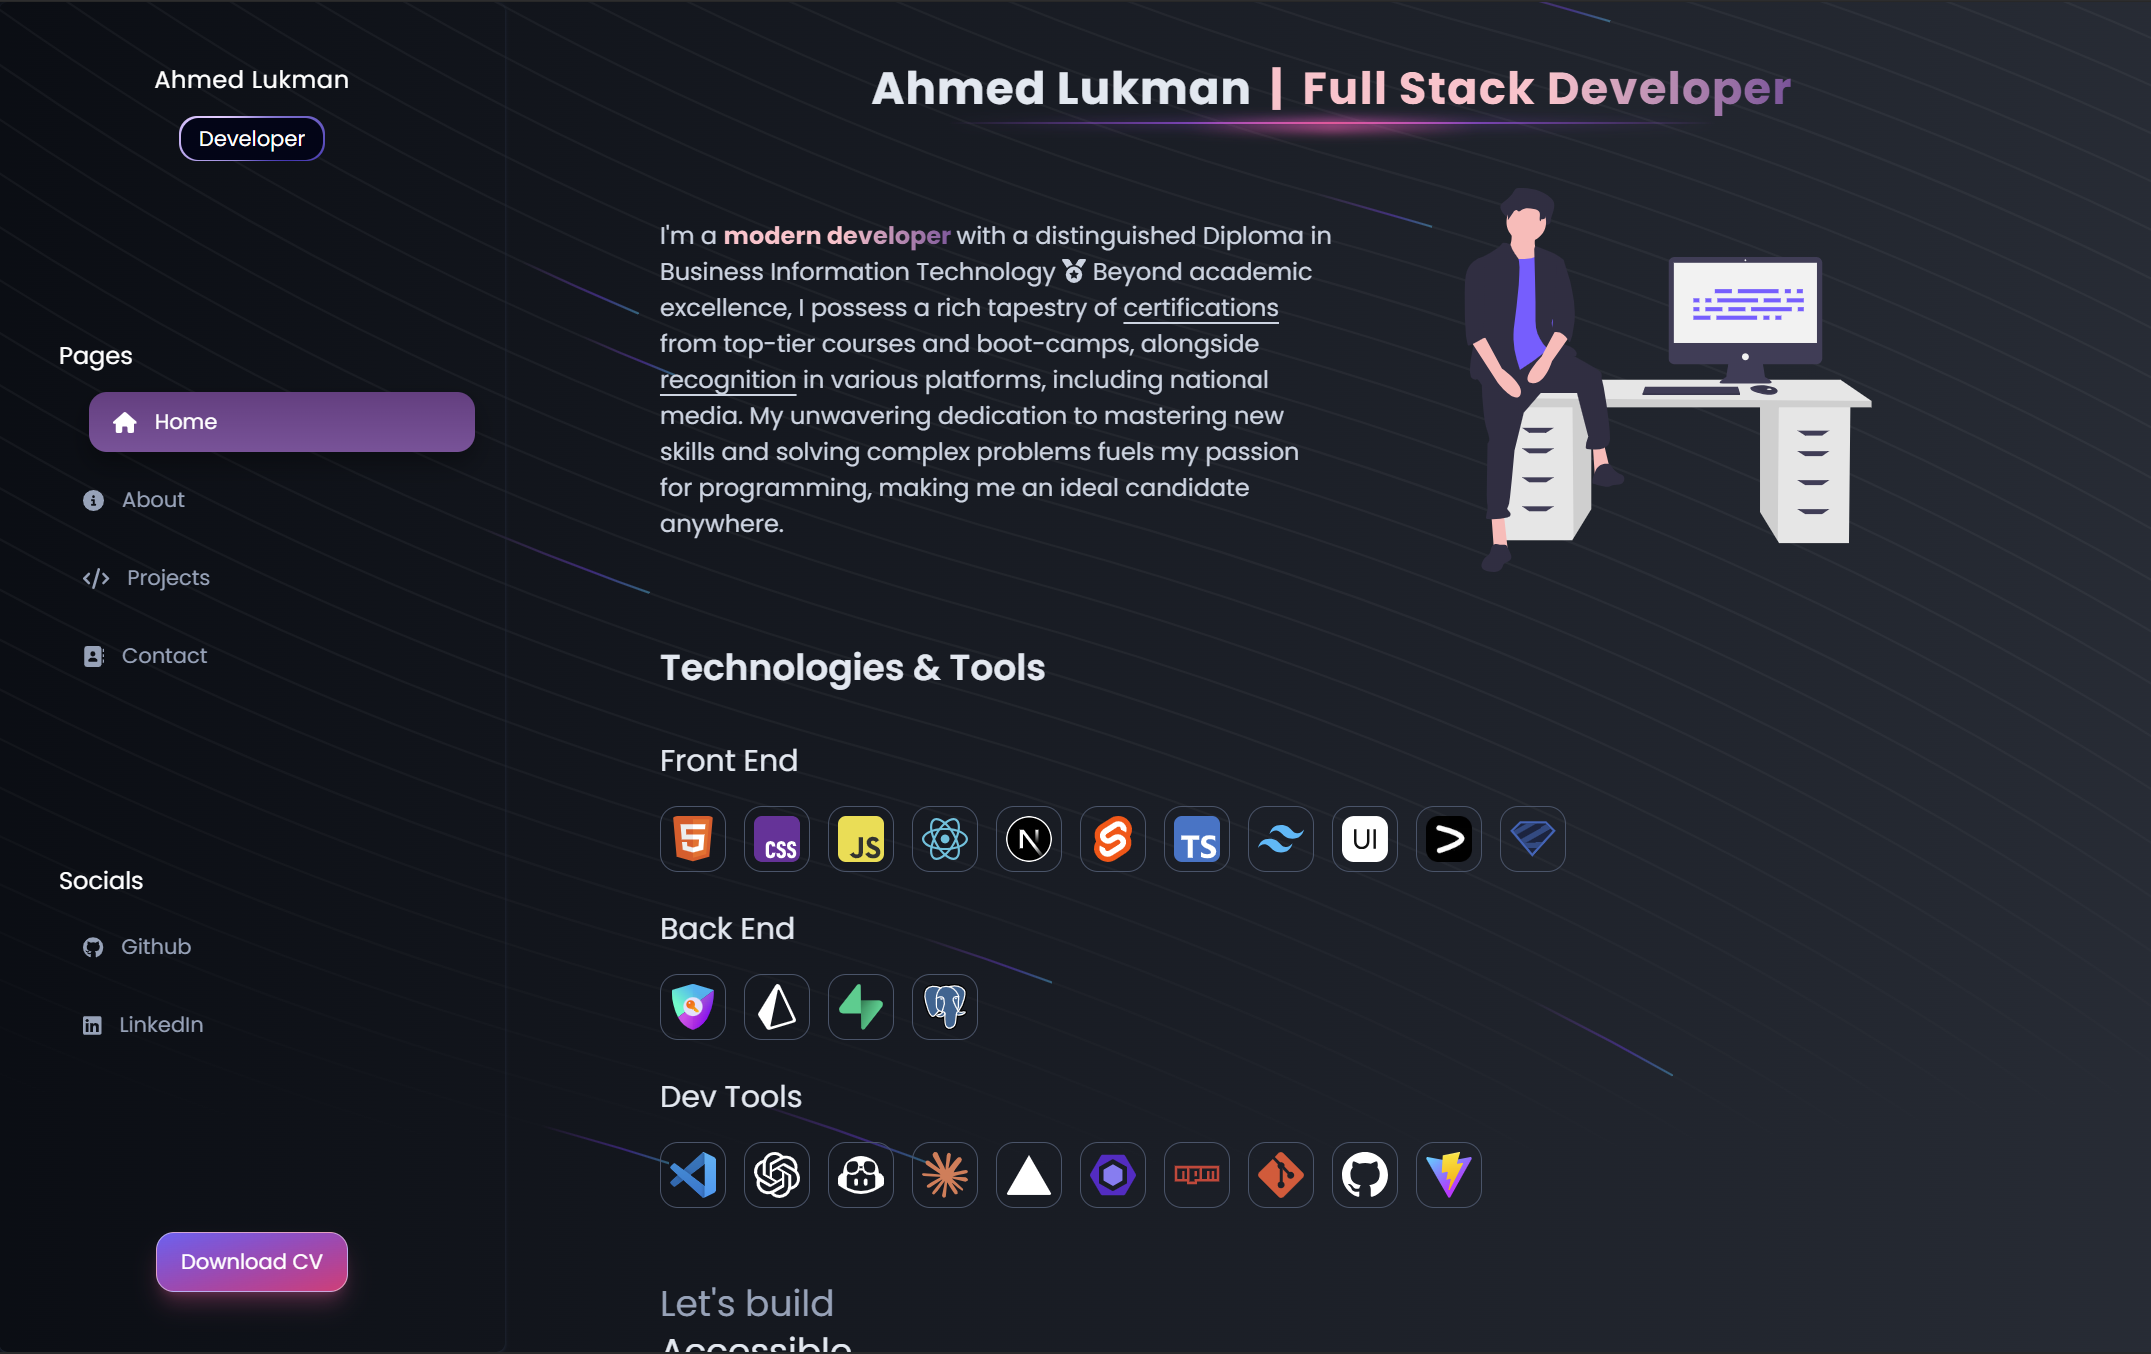 Ahmed Lukman
Developer
Pages
Home
About
Projects
Contact
Socials
Github
LinkedIn
Download CV
Ahmed Lukman | Full Stack Developer
I'm a modern developer with a distinguished Diploma in
Business Information Technology Beyond academic
excellence, I possess a rich tapestry of certifications
from top-tier courses and boot-camps, alongside
recognition in various platforms, including national
media. My unwavering dedication to mastering new
skills and solving complex problems fuels my passion
for programming, making me an ideal candidate
anywhere.
Technologies & Tools
Front End
5 CSS JS N S TS UI
Back End
Dev Tools
npm
Let's build
Accessible